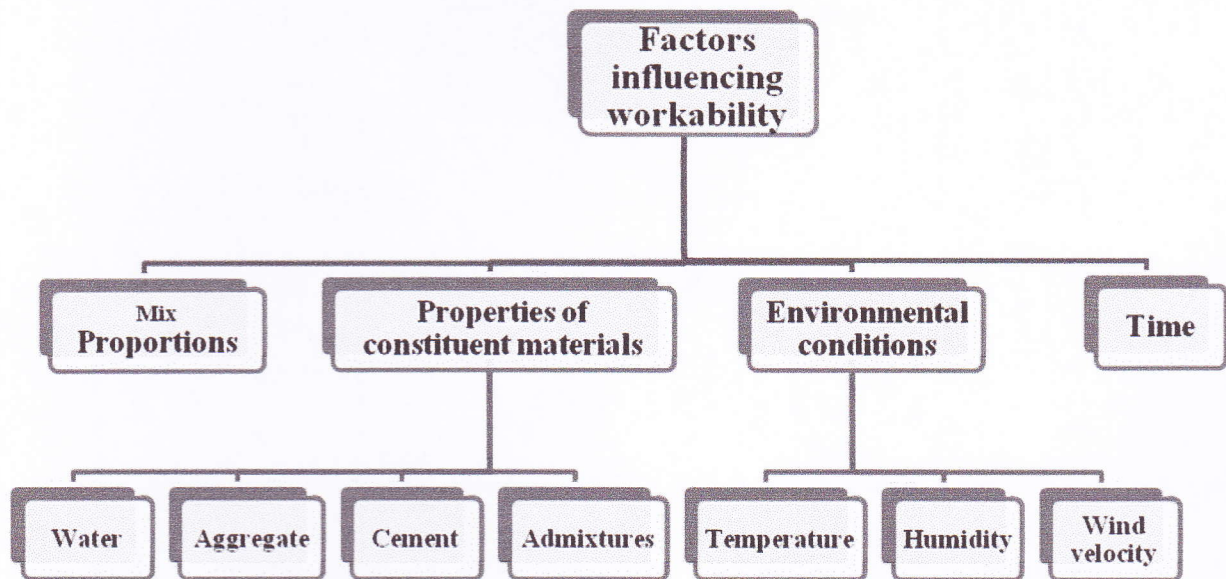 Factors
influencing
workability
Mix
Proportions
Properties of
constituent materials
Environmental
conditions
Time
Water
Aggregate
Cement
Admixtures
Temperature
Humidity
Wind
velocity